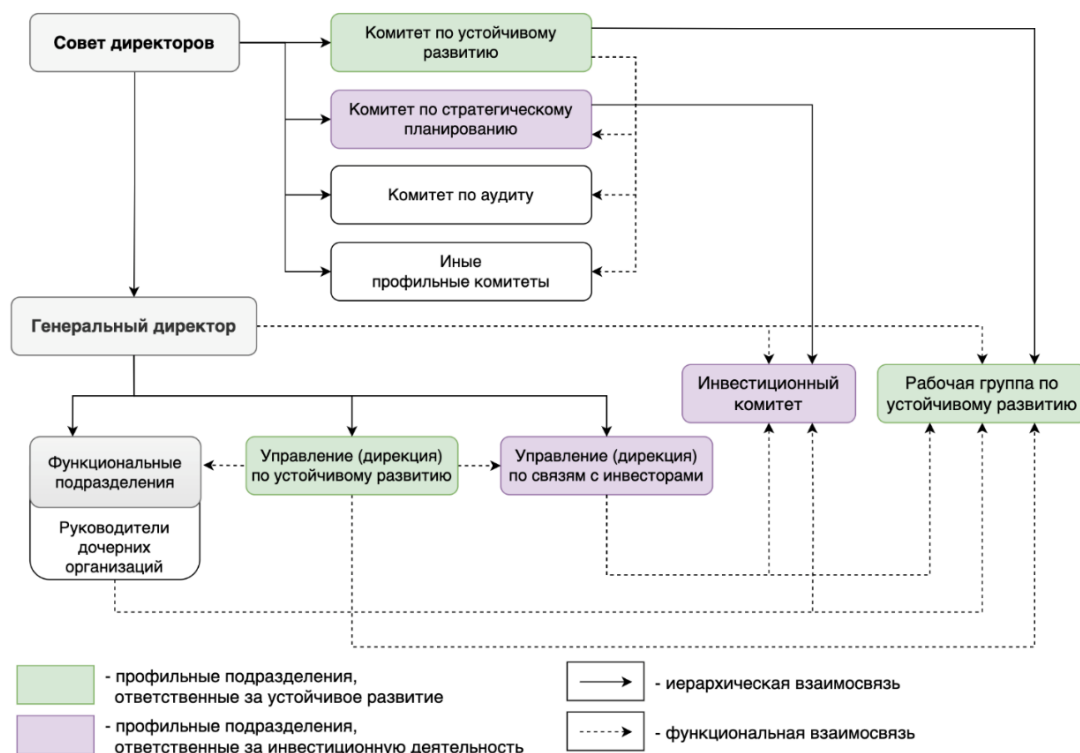 Совет директоров
Комитет по устойчивому
развитию
Комитет по стратегическому
планированию
Комитет по аудиту
Иные
профильные комитеты
Генеральный директор
Инвестиционный
комитет
Рабочая группа по
устойчивому развитию
Функциональные
подразделения
Руководители
дочерних
организаций
Управление (дирекция)
по устойчивому развитию
Управление (дирекция)
по связям с инвесторами
- профильные подразделения,
ответственные за устойчивое развитие
- профильные подразделения,
ответственные за инвестиционную деятельность
- иерархическая взаимосвязь
- функциональная взаимосвязь